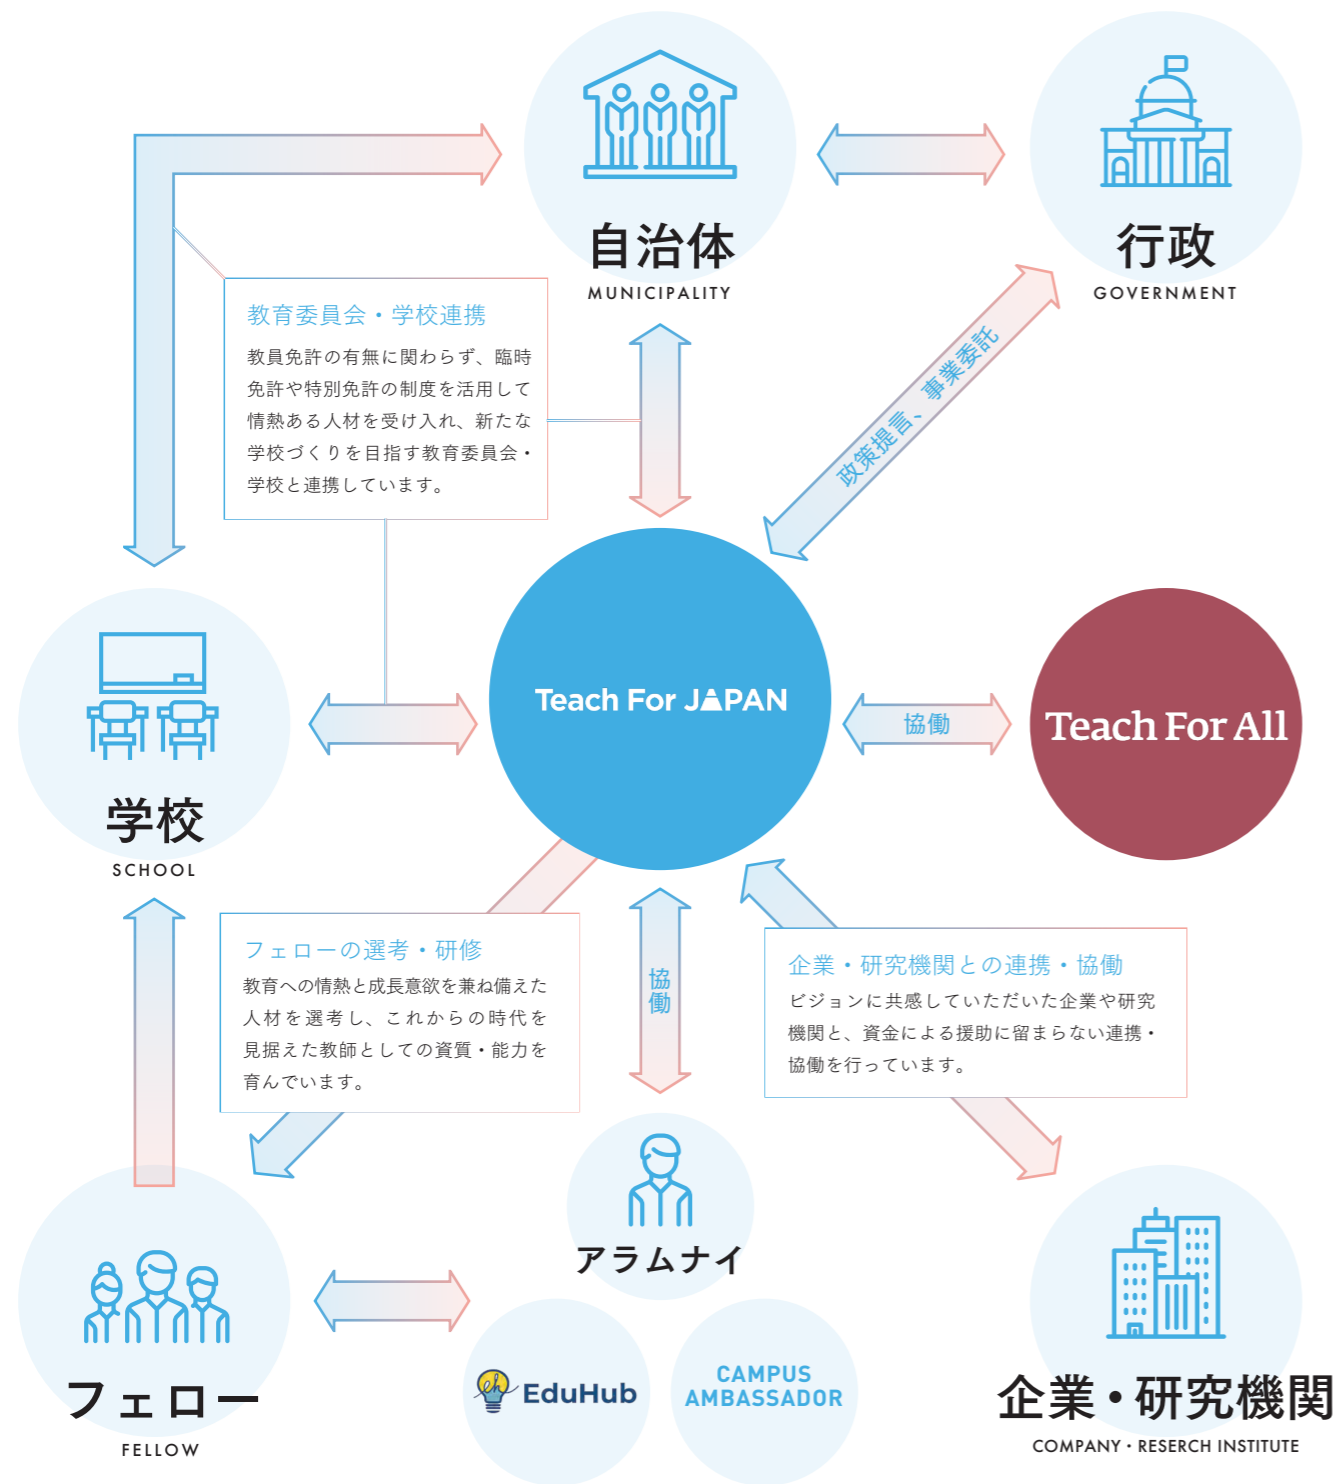 自治体
MUNICIPALITY
行政
GOVERNMENT
教育委員会・学校連携
教員免許の有無に関わらず、臨時
免許や特別免許の制度を活用して
情熱ある人材を受け入れ、新たな
学校づくりを目指す教育委員会・
学校と連携しています。
政策提言、事業委託
Teach For JAPAN
協働
Teach For All
学校
SCHOOL
フェローの選考・研修
教育への情熱と成長意欲を兼ね備えた
人材を選考し、これからの時代を
見据えた教師としての資質・能力を
育んでいます。
協働
企業・研究機関との連携・協働
ビジョンに共感していただいた企業や研究
機関と、資金による援助に留まらない連携・
協働を行っています。
アラムナイ
フェロー
FELLOW
eh EduHub
CAMPUS
AMBASSADOR
企業・研究機関
COMPANY・RESERCH INSTITUTE